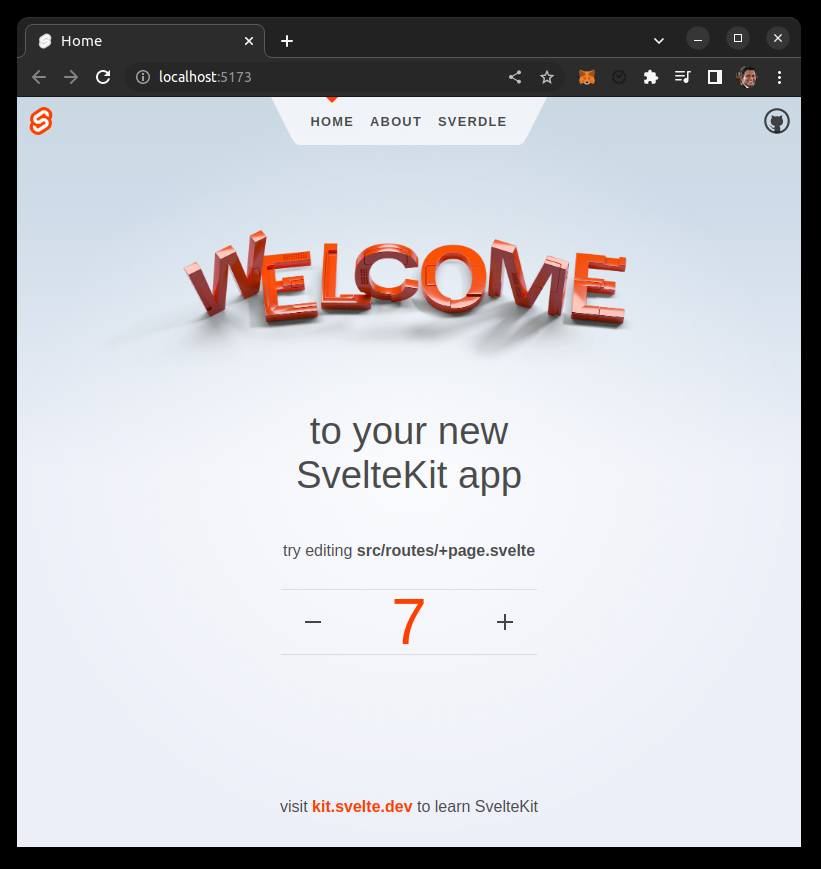 Home
localhost:5173
HOME ABOUT SVERDLE
WELCOME
to your new
SvelteKit app
try editing src/routes/+page.svelte
7
visit kit.svelte.dev to learn SvelteKit